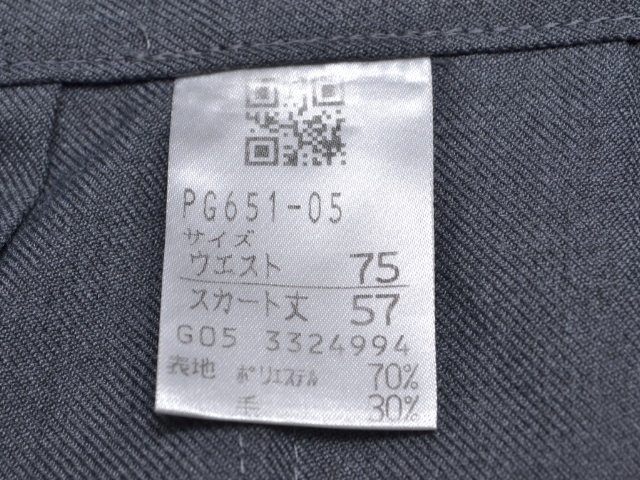 PG651-05
サイズ
ウエスト 75
スカート丈 57
G05 3324994
表地 ポリエステル 70%
毛 30%